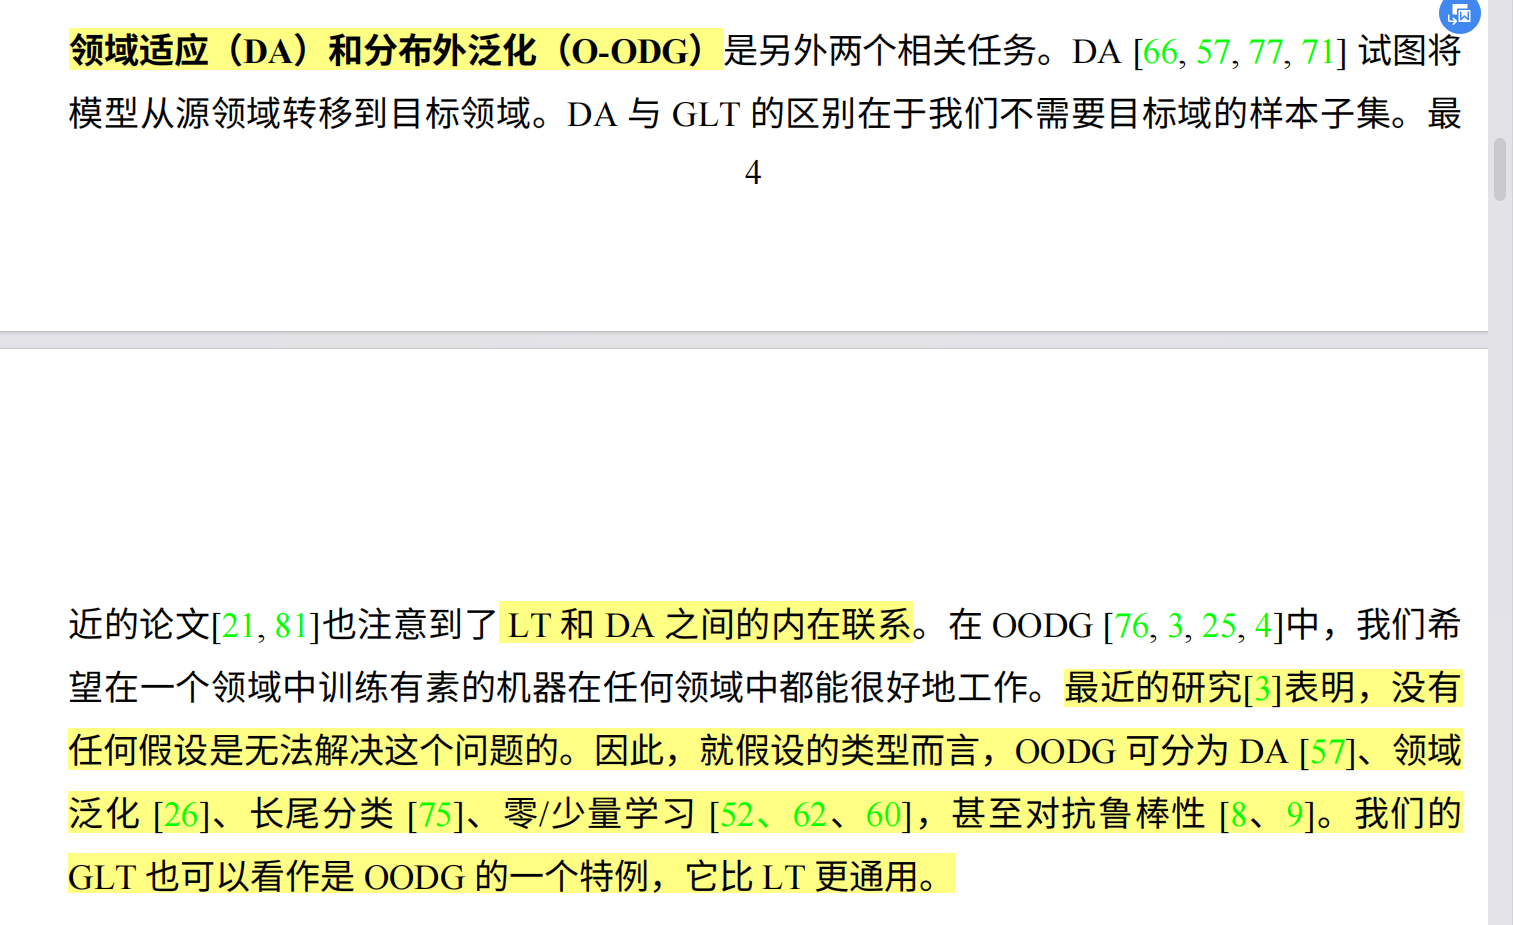 领域适应（DA）和分布外泛化（O-ODG）是另外两个相关任务。DA [66, 57, 77, 71] 试图将
模型从源领域转移到目标领域。DA 与 GLT 的区别在于我们不需要目标域的样本子集。最
4
近的论文[21, 81]也注意到了 LT 和 DA 之间的内在联系。在 OODG [76, 3, 25, 4]中，我们希
望在一个领域中训练有素的机器在任何领域中都能很好地工作。最近的研究[3]表明，没有
任何假设是无法解决这个问题的。因此，就假设的类型而言，OODG 可分为 DA [57]、领域
泛化 [26]、长尾分类 [75]、零/少量学习 [52、62、60]，甚至对抗鲁棒性 [8、9]。我们的
GLT 也可以看作是 OODG 的一个特例，它比 LT 更通用。